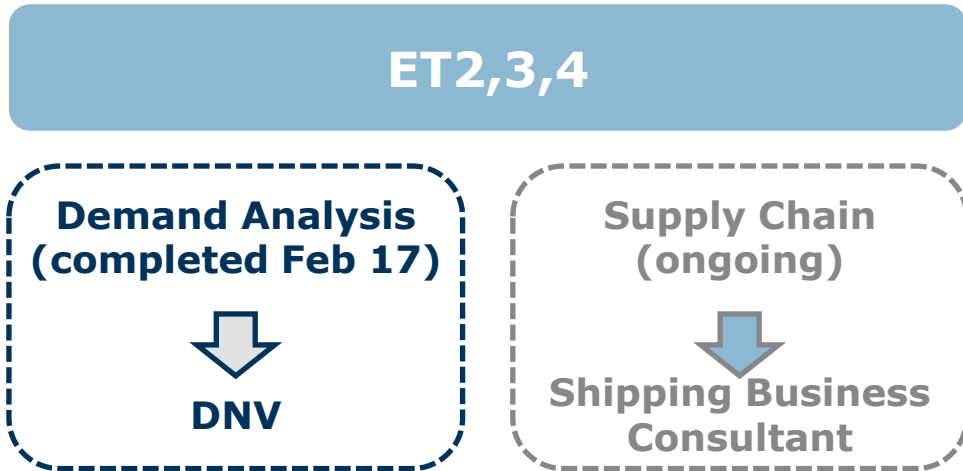 ET2,3,4
Demand Analysis
(completed Feb 17)
DNV
Supply Chain
(ongoing)
Shipping Business
Consultant